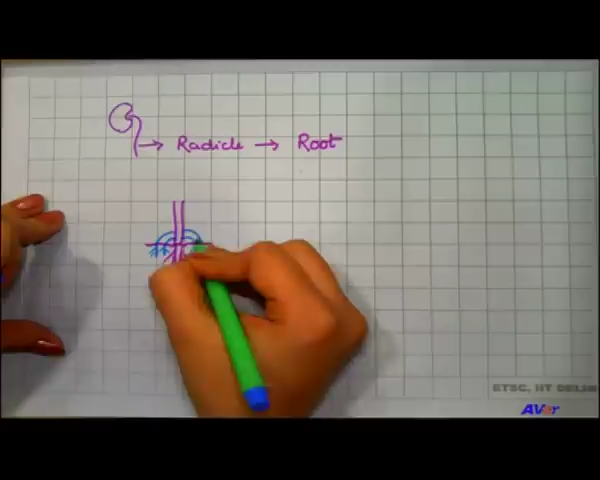 → Radicle → Root
ETSC, IIT DELHI
AVer